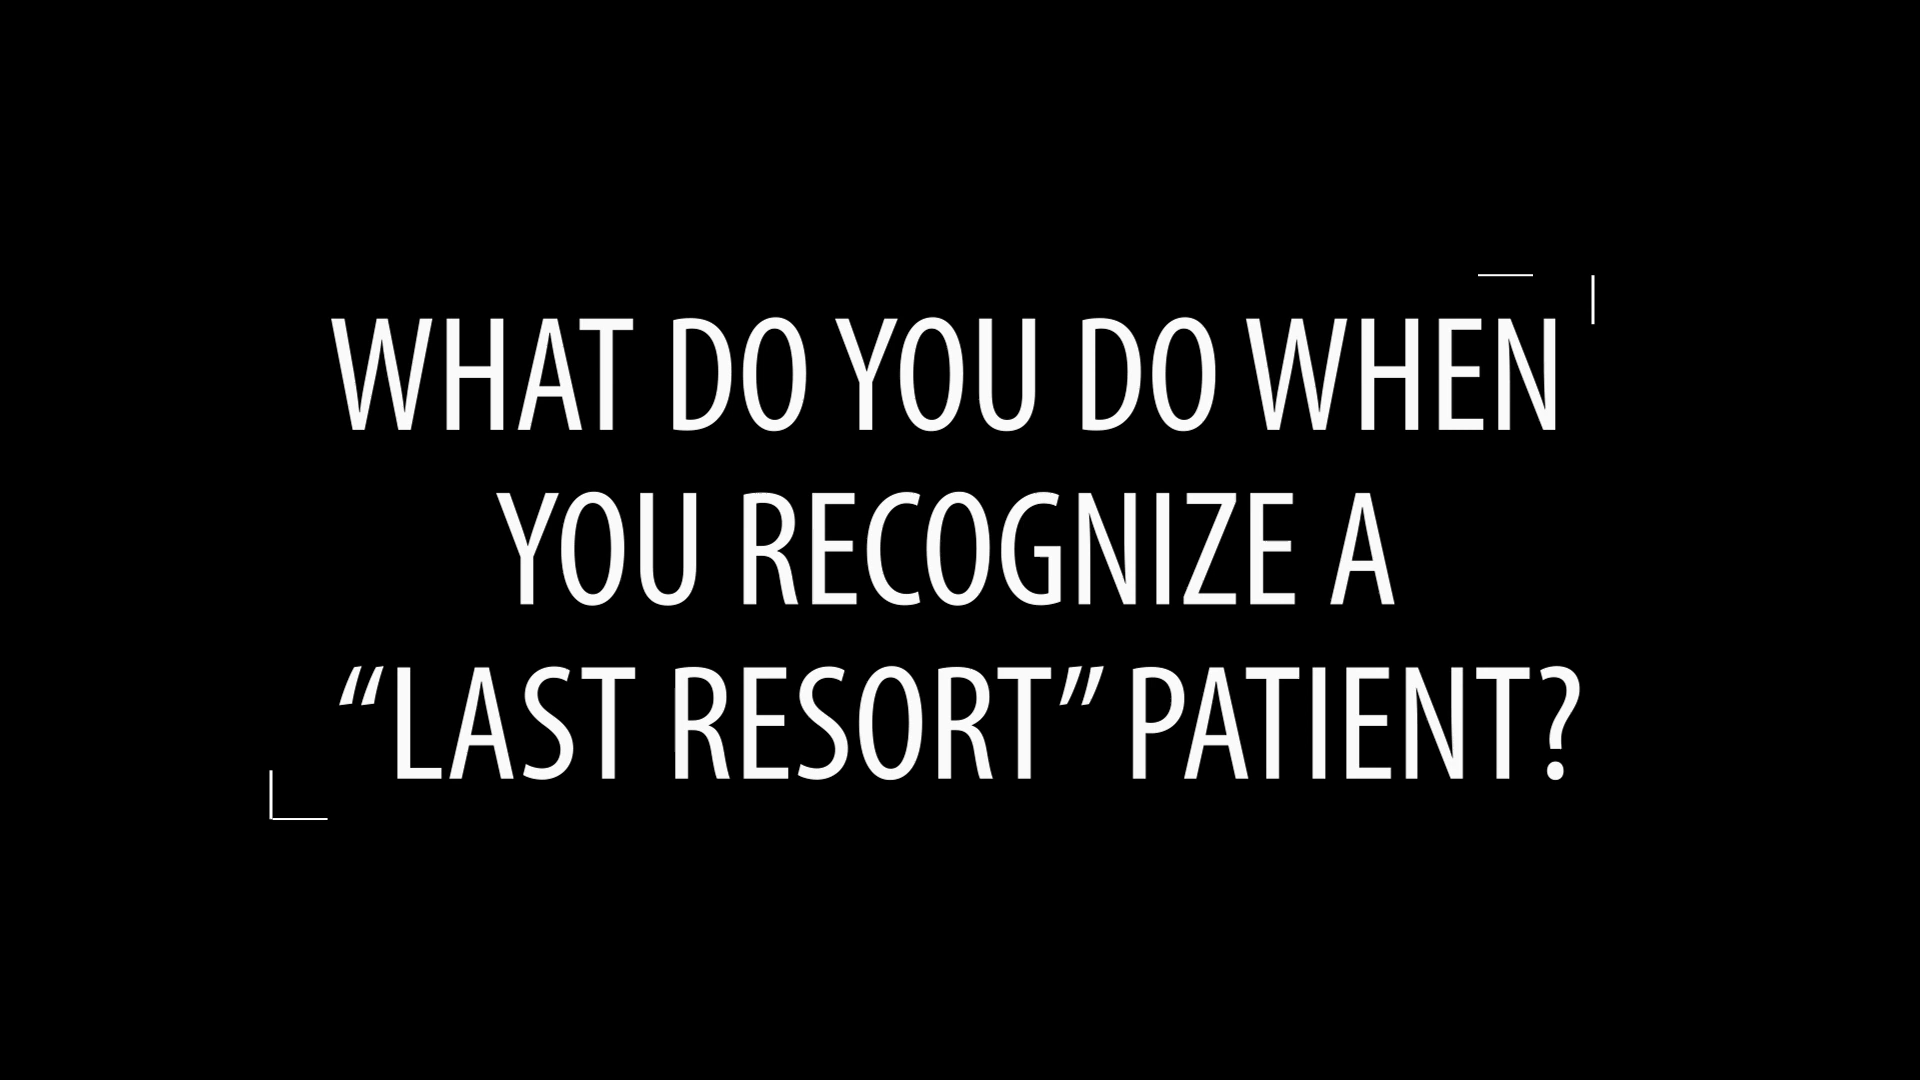 WHAT DO YOU DO WHEN
YOU RECOGNIZE A
“LAST RESORT” PATIENT?